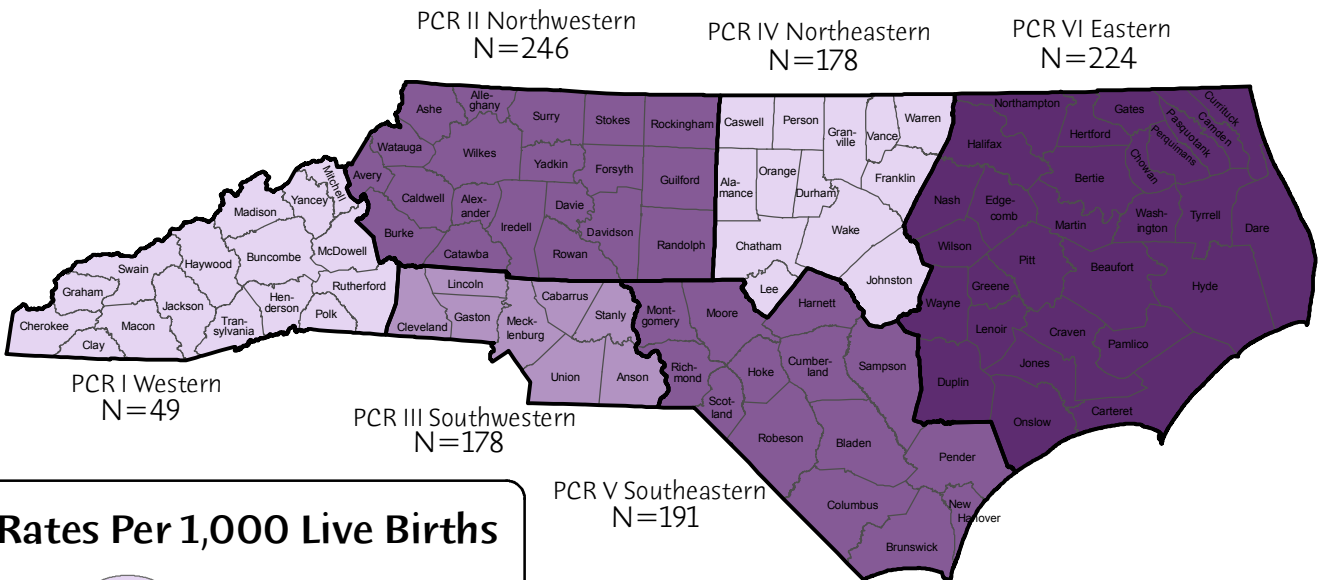 PCR II Northwestern
N=246
PCR IV Northeastern
N=178
PCR VI Eastern
N=224
Ashe
Alle-
ghany
Surry
Stokes
Rockingham
Watauga
Wilkes
Yadkin
Forsyth
Guilford
Avery
Caldwell
Alex-
ander
Iredell
Davie
Davidson
Randolph
Burke
Catawba
Rowan
Caswell
Person
Gran-
ville
Vance
Warren
Ala-
mance
Orange
Durham
Franklin
Chatham
Wake
Lee
Johnston
Northampton
Gates
Currituck
Camden
Pasquotank
Perquimans
Chowan
Halifax
Hertford
Bertie
Nash
Edge-
comb
Martin
Wash-
ington
Tyrrell
Dare
Wilson
Pitt
Beaufort
Hyde
Greene
Wayne
Lenoir
Craven
Pamlico
Jones
Duplin
Onslow
Carteret
Mitchell
Yancey
Madison
Swain
Haywood
Buncombe
McDowell
Graham
Jackson
Hen-
derson
Rutherford
Polk
Cherokee
Macon
Tran-
sylvania
Clay
Lincoln
Cleveland
Gaston
Meck-
lenburg
Cabarrus
Stanly
Union
Anson
Mont-
gomery
Moore
Harnett
Rich-
mond
Hoke
Cumber-
land
Sampson
Scot-
land
Robeson
Bladen
Pender
Columbus
New
Hanover
Brunswick
PCR I Western
N=49
PCR III Southwestern
N=178
PCR V Southeastern
N=191
Rates Per 1,000 Live Births